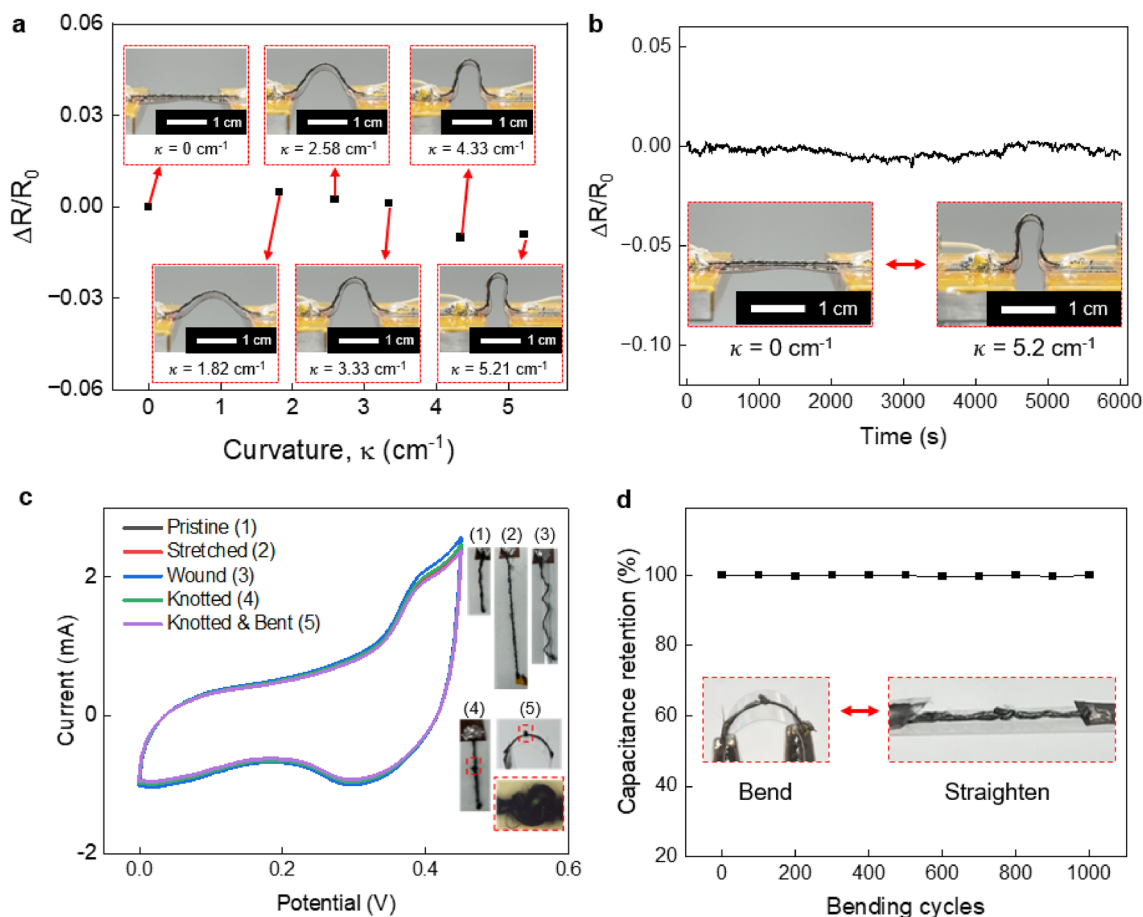 a
0.06
0.03
0.00
−0.03
−0.06
ΔR/R0
1 cm
1 cm
1 cm
κ = 0 cm-1
κ = 2.58 cm-1
κ = 4.33 cm-1
1 cm
1 cm
1 cm
κ = 1.82 cm-1
κ = 3.33 cm-1
κ = 5.21 cm-1
0 1 2 3 4 5
Curvature, κ (cm-1)
b
0.05
0.00
−0.05
−0.10
ΔR/R0
1 cm
1 cm
κ = 0 cm-1
κ = 5.2 cm-1
0 1000 2000 3000 4000 5000 6000
Time (s)
c
2
0
-2
Current (mA)
Pristine (1)
Stretched (2)
Wound (3)
Knotted (4)
Knotted & Bent (5)
(1) (2) (3)
(4) (5)
0.0 0.2 0.4 0.6
Potential (V)
d
100
80
60
40
20
Capacitance retention (%)
Bend
Straighten
0 200 400 600 800 1000
Bending cycles